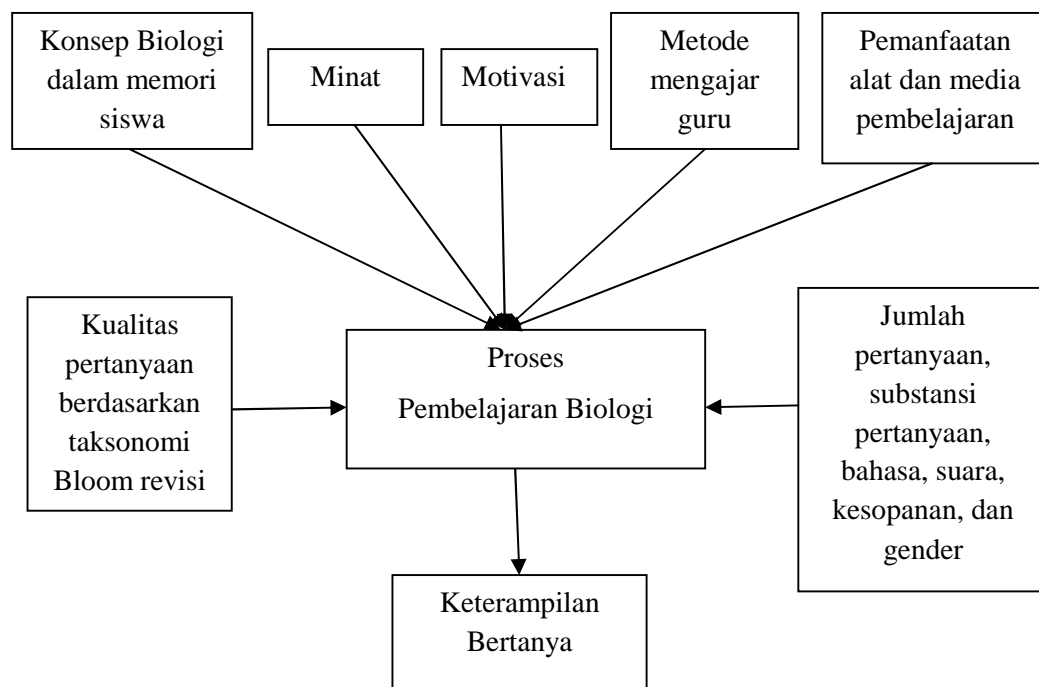 Konsep Biologi
dalam memori
siswa
Minat
Motivasi
Metode
mengajar
guru
Pemanfaatan
alat dan media
pembelajaran
Kualitas
pertanyaan
berdasarkan
taksonomi
Bloom revisi
Proses
Pembelajaran Biologi
Jumlah
pertanyaan,
substansi
pertanyaan,
bahasa, suara,
kesopanan, dan
gender
Keterampilan
Bertanya